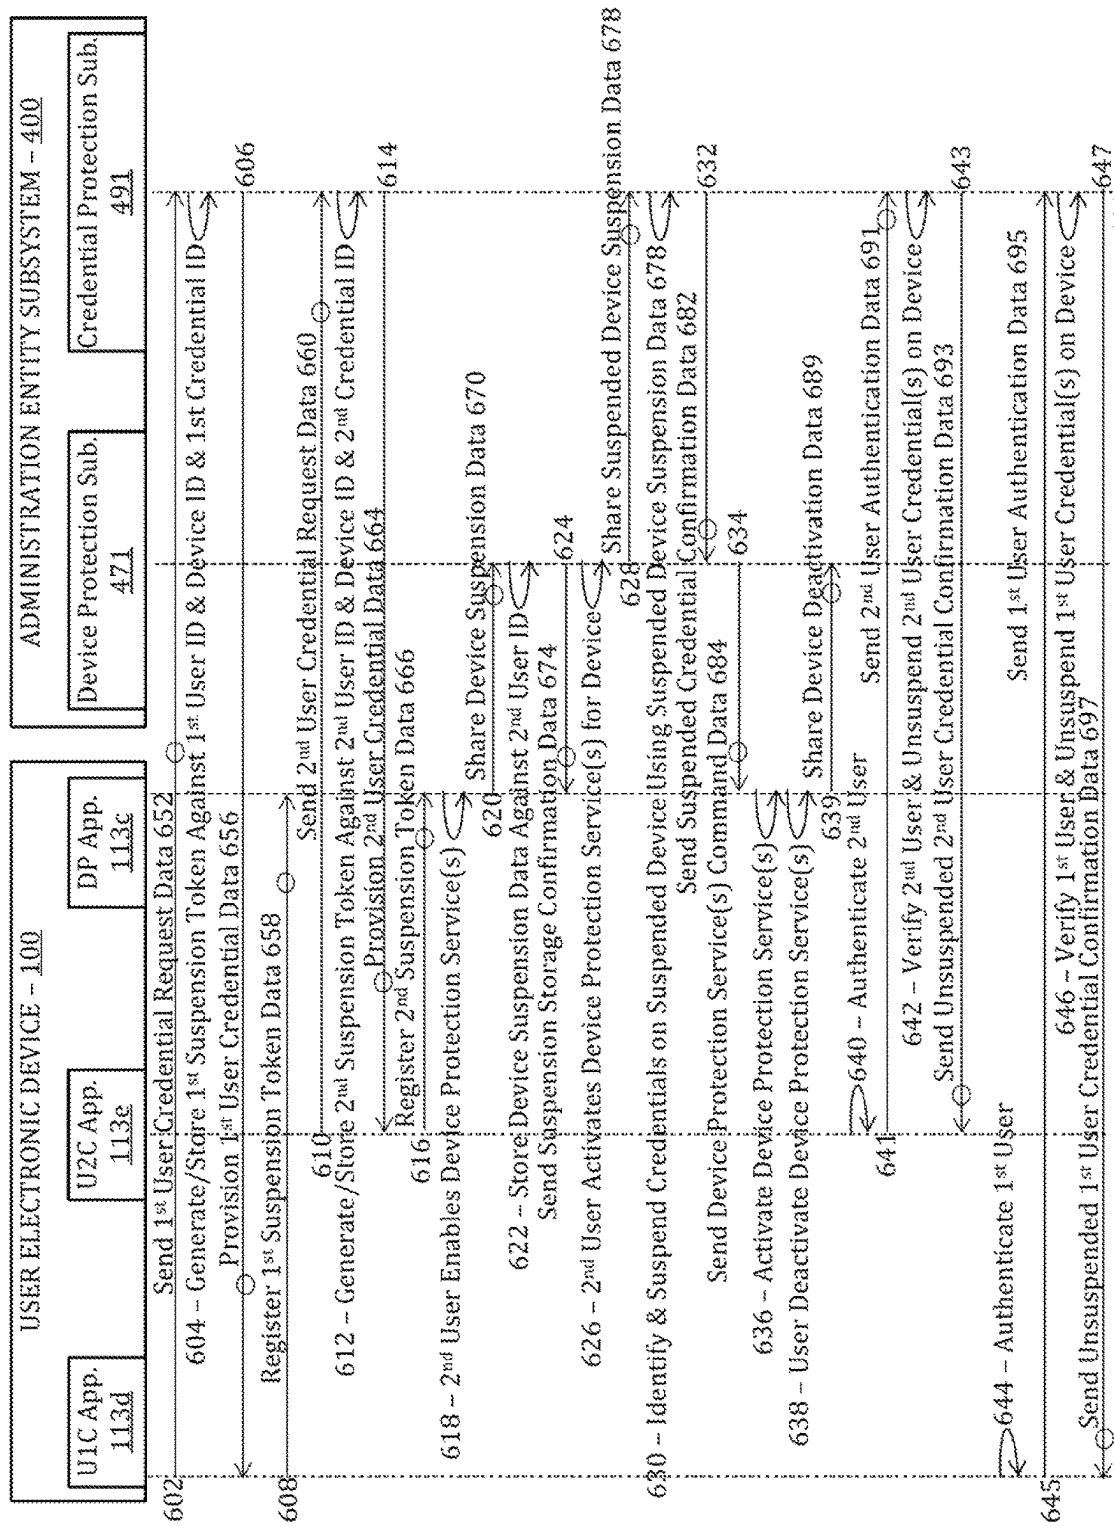 USER ELECTRONIC DEVICE – 100
ADMINISTRATION ENTITY SUBSYSTEM – 400
U1C App.
113d
U2C App.
113e
DP App.
113c
Device Protection Sub.
471
Credential Protection Sub.
491
602
Send 1st User Credential Request Data 652
604 – Generate/Store 1st Suspension Token Against 1st User ID & Device ID & 1st Credential ID
Provision 1st User Credential Data 656
606
608
Register 1st Suspension Token Data 658
610
Send 2nd User Credential Request Data 660
612 – Generate/Store 2nd Suspension Token Against 2nd User ID & Device ID & 2nd Credential ID
Provision 2nd User Credential Data 664
614
616
Register 2nd Suspension Token Data 666
618 – 2nd User Enables Device Protection Service(s)
620
Share Device Suspension Data 670
622 – Store Device Suspension Data Against 2nd User ID
Send Suspension Storage Confirmation Data 674
624
626 – 2nd User Activates Device Protection Service(s) for Device
628
Share Suspended Device Suspension Data 678
630 – Identify & Suspend Credentials on Suspended Device Using Suspended Device Suspension Data 678
Send Suspended Credential Confirmation Data 682
632
Send Device Protection Service(s) Command Data 684
634
636 – Activate Device Protection Service(s)
638 – User Deactivate Device Protection Service(s)
639
Share Device Deactivation Data 689
640 – Authenticate 2nd User
641
Send 2nd User Authentication Data 691
642 – Verify 2nd User & Unsuspend 2nd User Credential(s) on Device
Send Unsuspended 2nd User Credential Confirmation Data 693
643
644 – Authenticate 1st User
645
Send 1st User Authentication Data 695
646 – Verify 1st User & Unsuspend 1st User Credential(s) on Device
Send Unsuspended 1st User Credential Confirmation Data 697
647